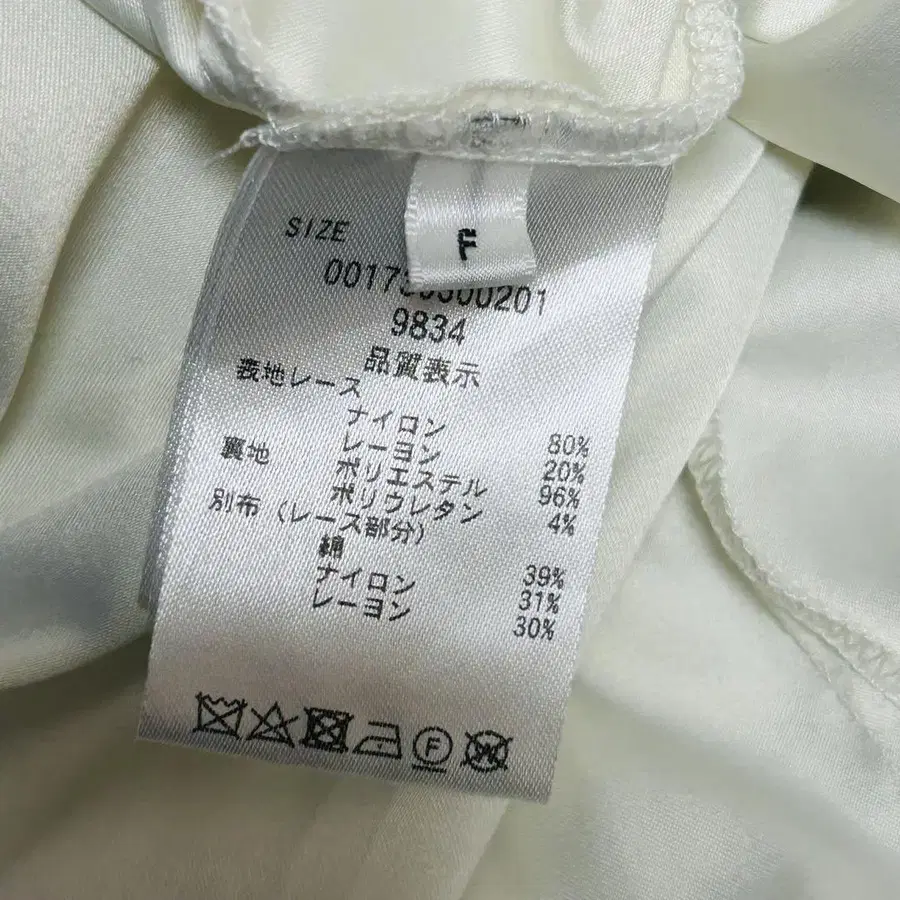 SIZE
F
9834
品質表示
表地レース
ナイロン 80%
レーヨン 20%
裏地 ポリエステル 96%
ポリウレタン 4%
別布(レース部分)
綿 39%
ナイロン 31%
レーヨン 30%
F W